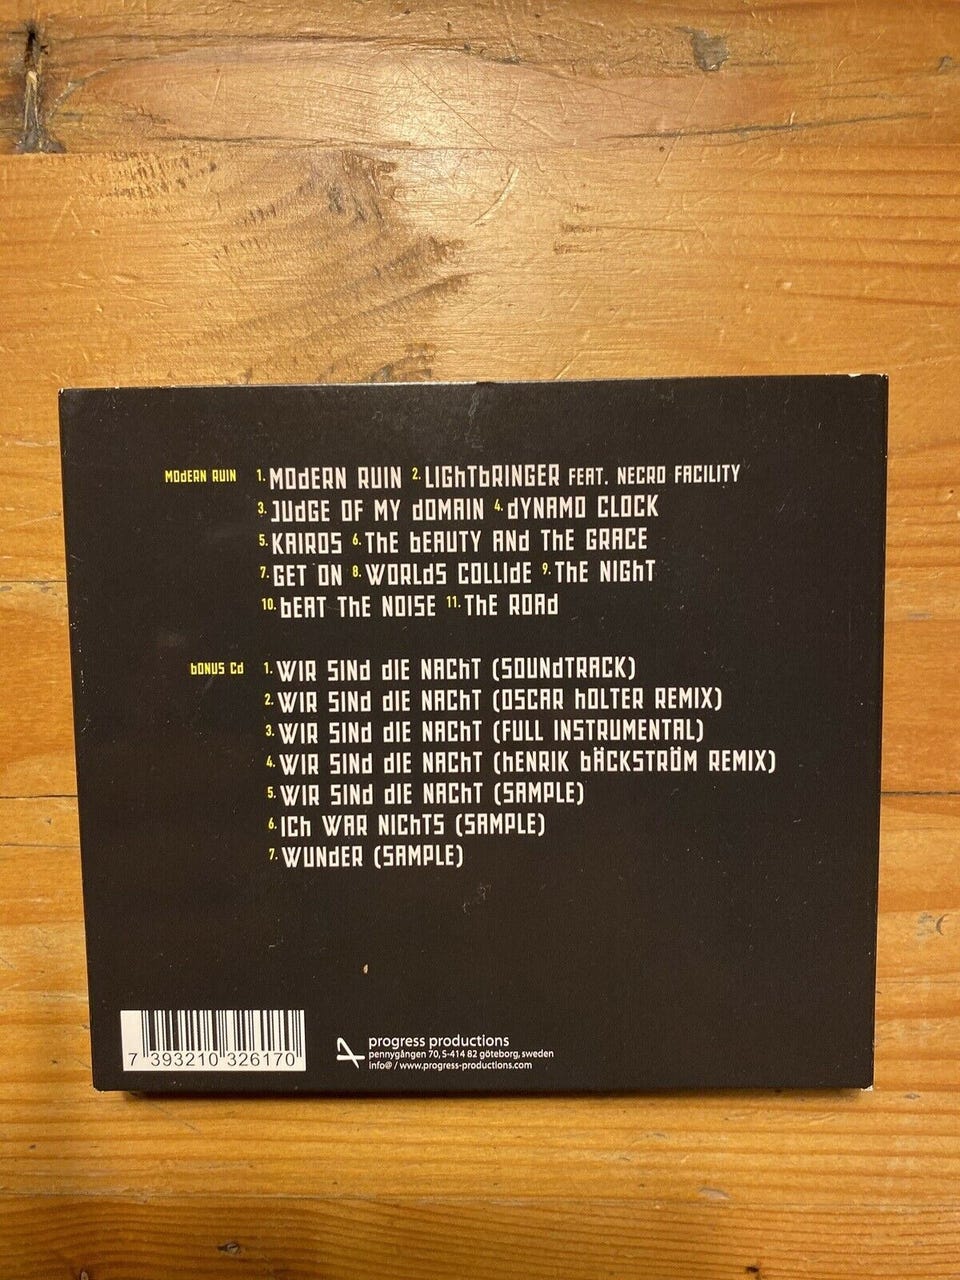 MODERN RUIN 1. MODERN RUIN 2. LIGHTBRINGER FEAT. NECRO FACILITY
3. JUDGE OF MY DOMAIN 4. DYNAMO CLOCK
5. KAIROS 6. THE BEAUTY AND THE GRACE
7. GET ON 8. WORLDS COLLIDE 9. THE NIGHT
10. BEAT THE NOISE 11. THE ROAD
BONUS CD 1. WIR SIND DIE NACHT (SOUNDTRACK)
2. WIR SIND DIE NACHT (OSCAR HOLTER REMIX)
3. WIR SIND DIE NACHT (FULL INSTRUMENTAL)
4. WIR SIND DIE NACHT (HENRIK BÄCKSTRÖM REMIX)
5. WIR SIND DIE NACHT (SAMPLE)
6. ICH WAR NICHTS (SAMPLE)
7. WUNDER (SAMPLE)
7 393210 326170
progress productions
pennygången 70, S-414 82 göteborg, sweden
info@ / www.progress-productions.com